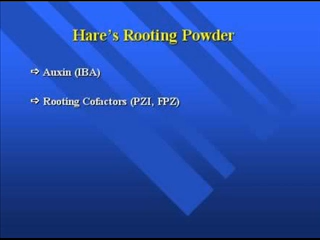 Hare's Rooting Powder
➪ Auxin (IBA)
➪ Rooting Cofactors (PZI, FPZ)